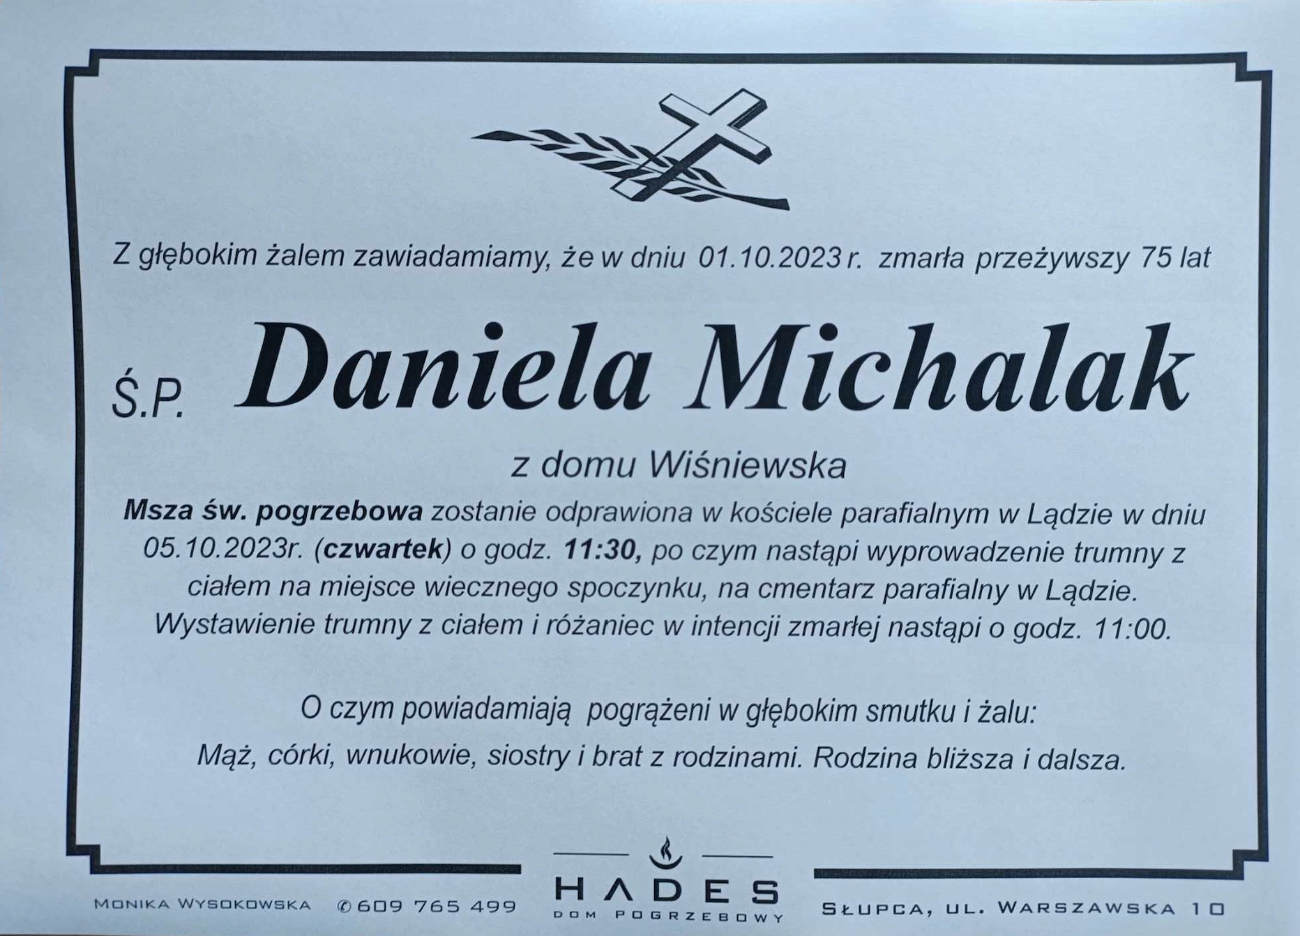 Z głębokim żalem zawiadamiamy, że w dniu 01.10.2023 r. zmarła przeżywszy 75 lat
Ś.P. Daniela Michalak
z domu Wiśniewska
Msza św. pogrzebowa zostanie odprawiona w kościele parafialnym w Lądzie w dniu
05.10.2023r. (czwartek) o godz. 11:30, po czym nastąpi wyprowadzenie trumny z
ciałem na miejsce wiecznego spoczynku, na cmentarz parafialny w Lądzie.
Wystawienie trumny z ciałem i różaniec w intencji zmarłej nastąpi o godz. 11:00.
O czym powiadamiają pogrążeni w głębokim smutku i żalu:
Mąż, córki, wnukowie, siostry i brat z rodzinami. Rodzina bliższa i dalsza.
HADES
DOM POGRZEBOWY
MONIKA WYSOKOWSKA ✆ 609 765 499
SŁUPCA, UL. WARSZAWSKA 10